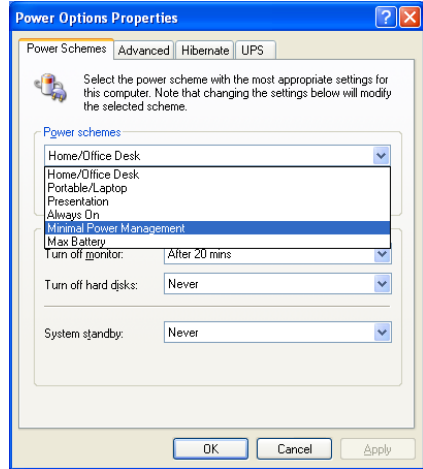 Power Options Properties
Power Schemes Advanced Hibernate UPS
Select the power scheme with the most appropriate settings for
this computer. Note that changing the settings below will modify
the selected scheme.
Power schemes
Home/Office Desk
Home/Office Desk
Portable/Laptop
Presentation
Always On
Minimal Power Management
Max Battery
Turn off monitor: After 20 mins
Turn off hard disks: Never
System standby: Never
OK Cancel Apply